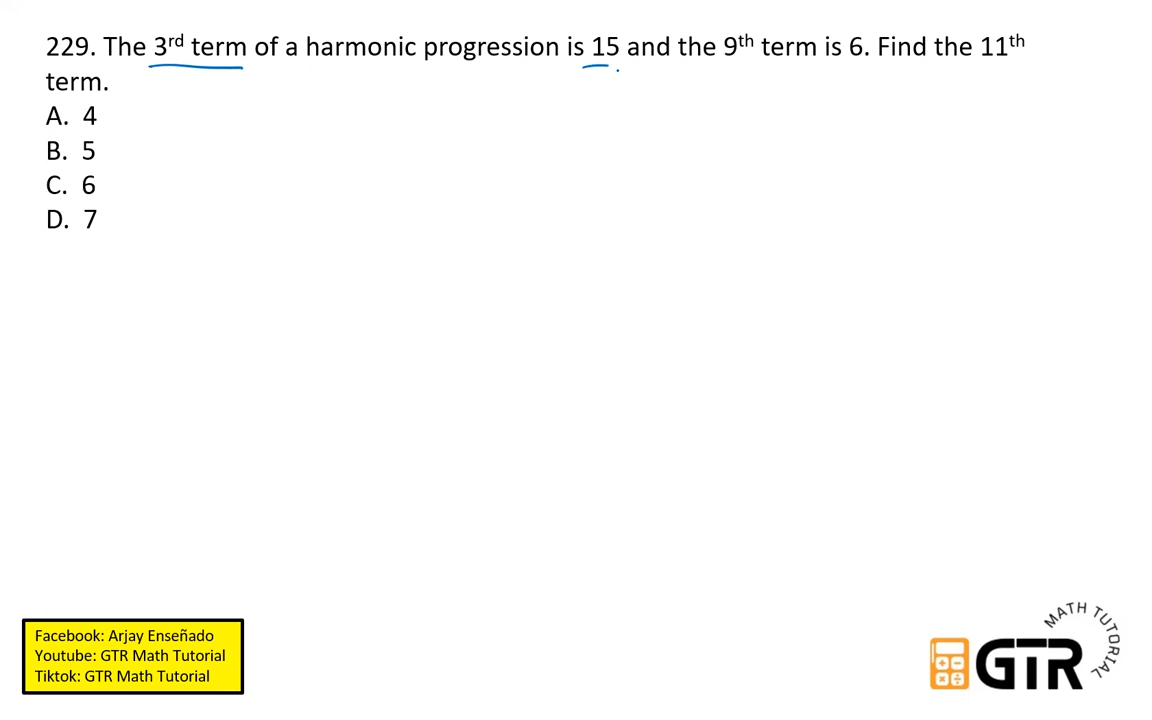 229. The 3rd term of a harmonic progression is 15 and the 9th term is 6. Find the 11th
term.
A. 4
B. 5
C. 6
D. 7
Facebook: Arjay Enseñado
Youtube: GTR Math Tutorial
Tiktok: GTR Math Tutorial
GTR
MATH TUTORIAL